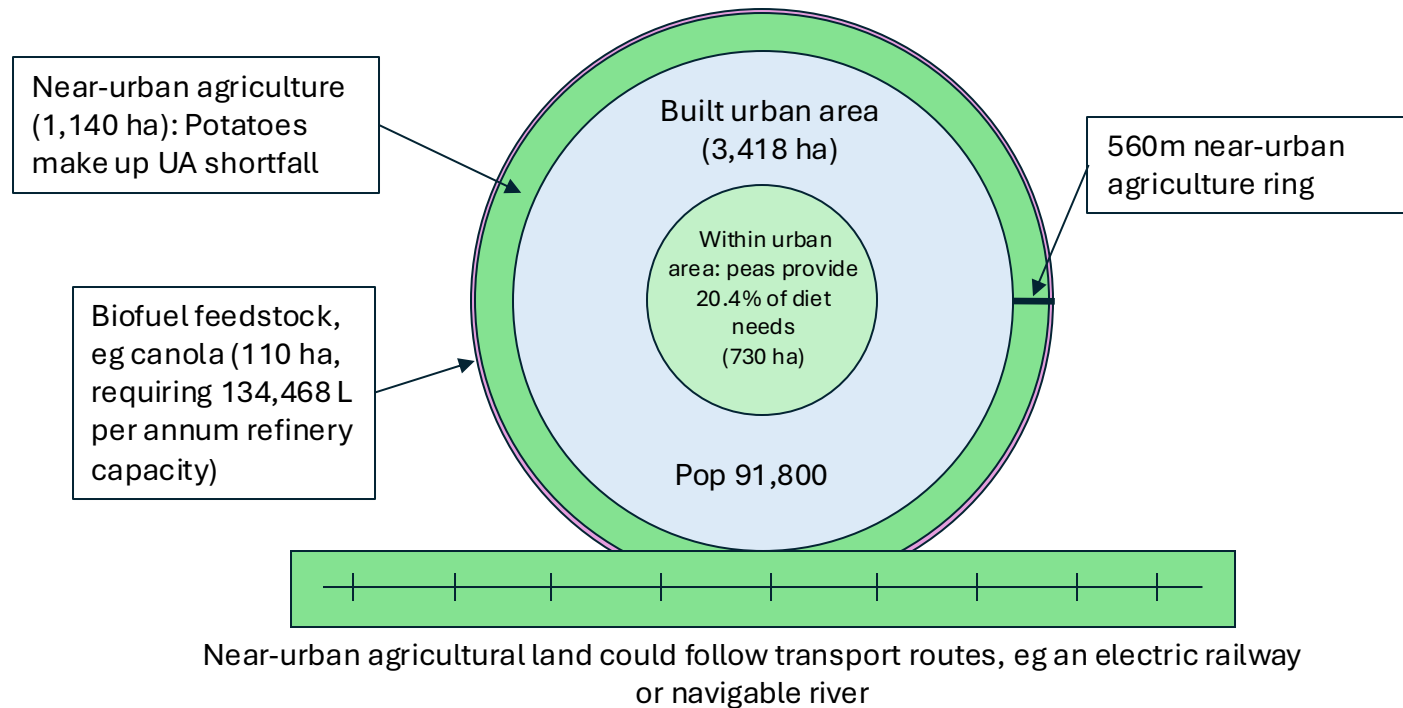 Near-urban agriculture
(1,140 ha): Potatoes
make up UA shortfall
Built urban area
(3,418 ha)
560m near-urban
agriculture ring
Within urban
area: peas provide
20.4% of diet
needs
(730 ha)
Biofuel feedstock,
eg canola (110 ha,
requiring 134,468 L
per annum refinery
capacity)
Pop 91,800
Near-urban agricultural land could follow transport routes, eg an electric railway
or navigable river